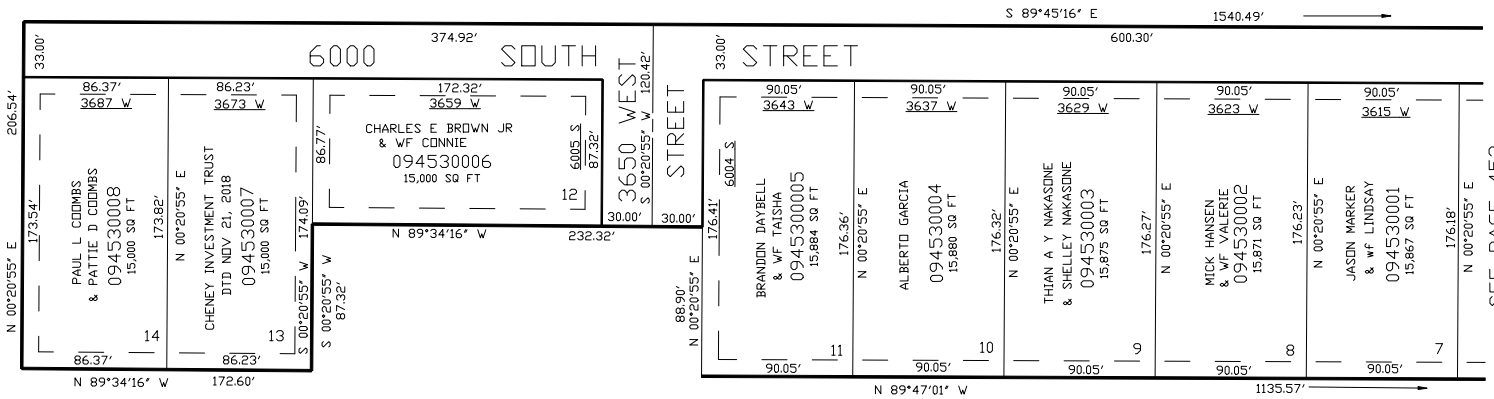 S 89°45'16" E 1540.49'
374.92' 600.30'
33.00' 33.00'
6000 SOUTH STREET
3650 WEST
STREET
S 00°20'55" W 120.42'
206.54'
N 00°20'55" E
86.37'
3687 W
173.54'
PAUL L COOMBS
& PATTIE D COOMBS
094530008
15,000 SQ FT
173.82'
14
86.37'
86.23'
3673 W
N 00°20'55" E
CHENEY INVESTMENT TRUST
DTD NOV 21, 2018
094530007
15,000 SQ FT
174.09'
S 00°20'55" W
13
86.23'
N 89°34'16" W 172.60'
S 00°20'55" W
87.32'
172.32'
3659 W
86.77'
CHARLES E BROWN JR
& WF CONNIE
094530006
15,000 SQ FT
6005 S
87.32'
12
30.00' 30.00'
N 89°34'16" W 232.32'
88.90'
N 00°20'55" E
90.05'
3643 W
6004 S
176.41'
BRANDON DAYBELL
& WF TAISHA
094530005
15,884 SQ FT
176.36'
11
90.05'
90.05'
3637 W
N 00°20'55" E
ALBERTO GARCIA
094530004
15,880 SQ FT
176.32'
10
90.05'
90.05'
3629 W
N 00°20'55" E
THIAN A Y NAKASONE
& SHELLEY NAKASONE
094530003
15,875 SQ FT
176.27'
9
90.05'
90.05'
3623 W
N 00°20'55" E
MICK HANSEN
& WF VALERIE
094530002
15,871 SQ FT
176.23'
8
90.05'
90.05'
3615 W
N 00°20'55" E
JASON MARKER
& wf LINDSAY
094530001
15,867 SQ FT
176.18'
7
90.05'
N 00°20'55" E
N 89°47'01" W 1135.57'